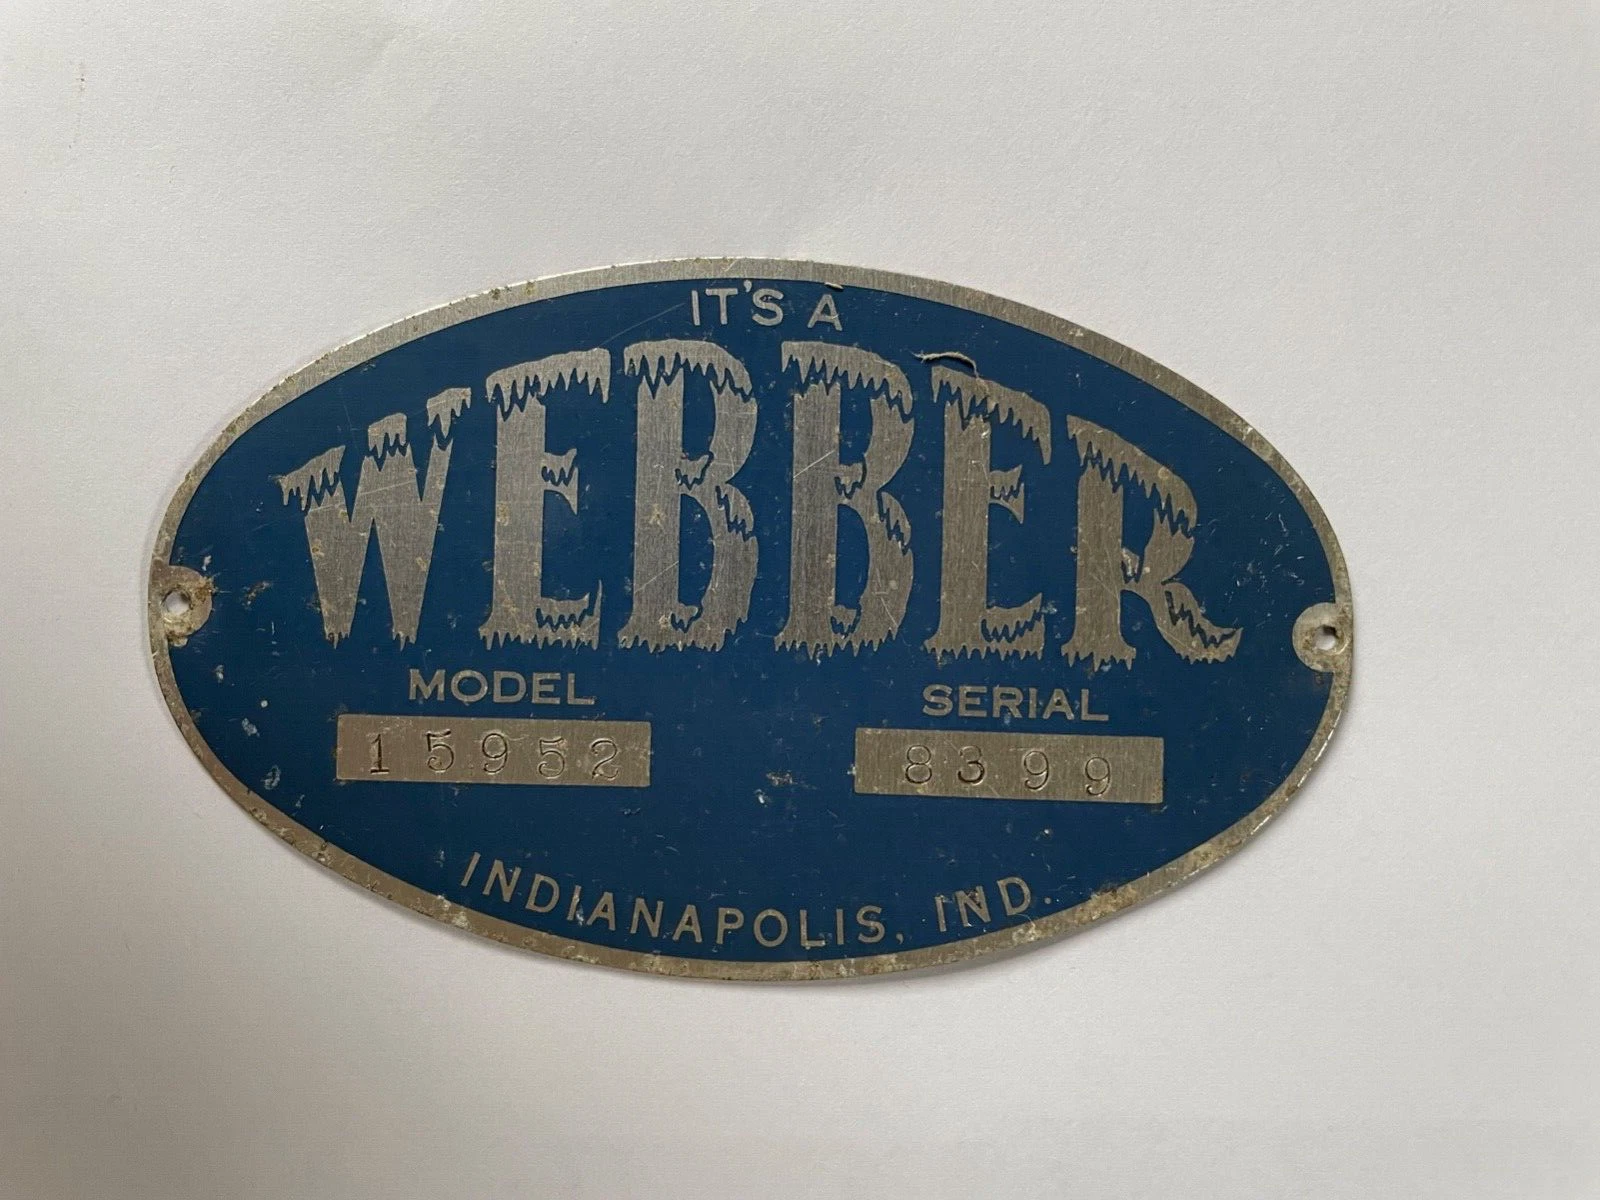 IT'S A
WEBBER
MODEL SERIAL
15952 8399
INDIANAPOLIS, IND.